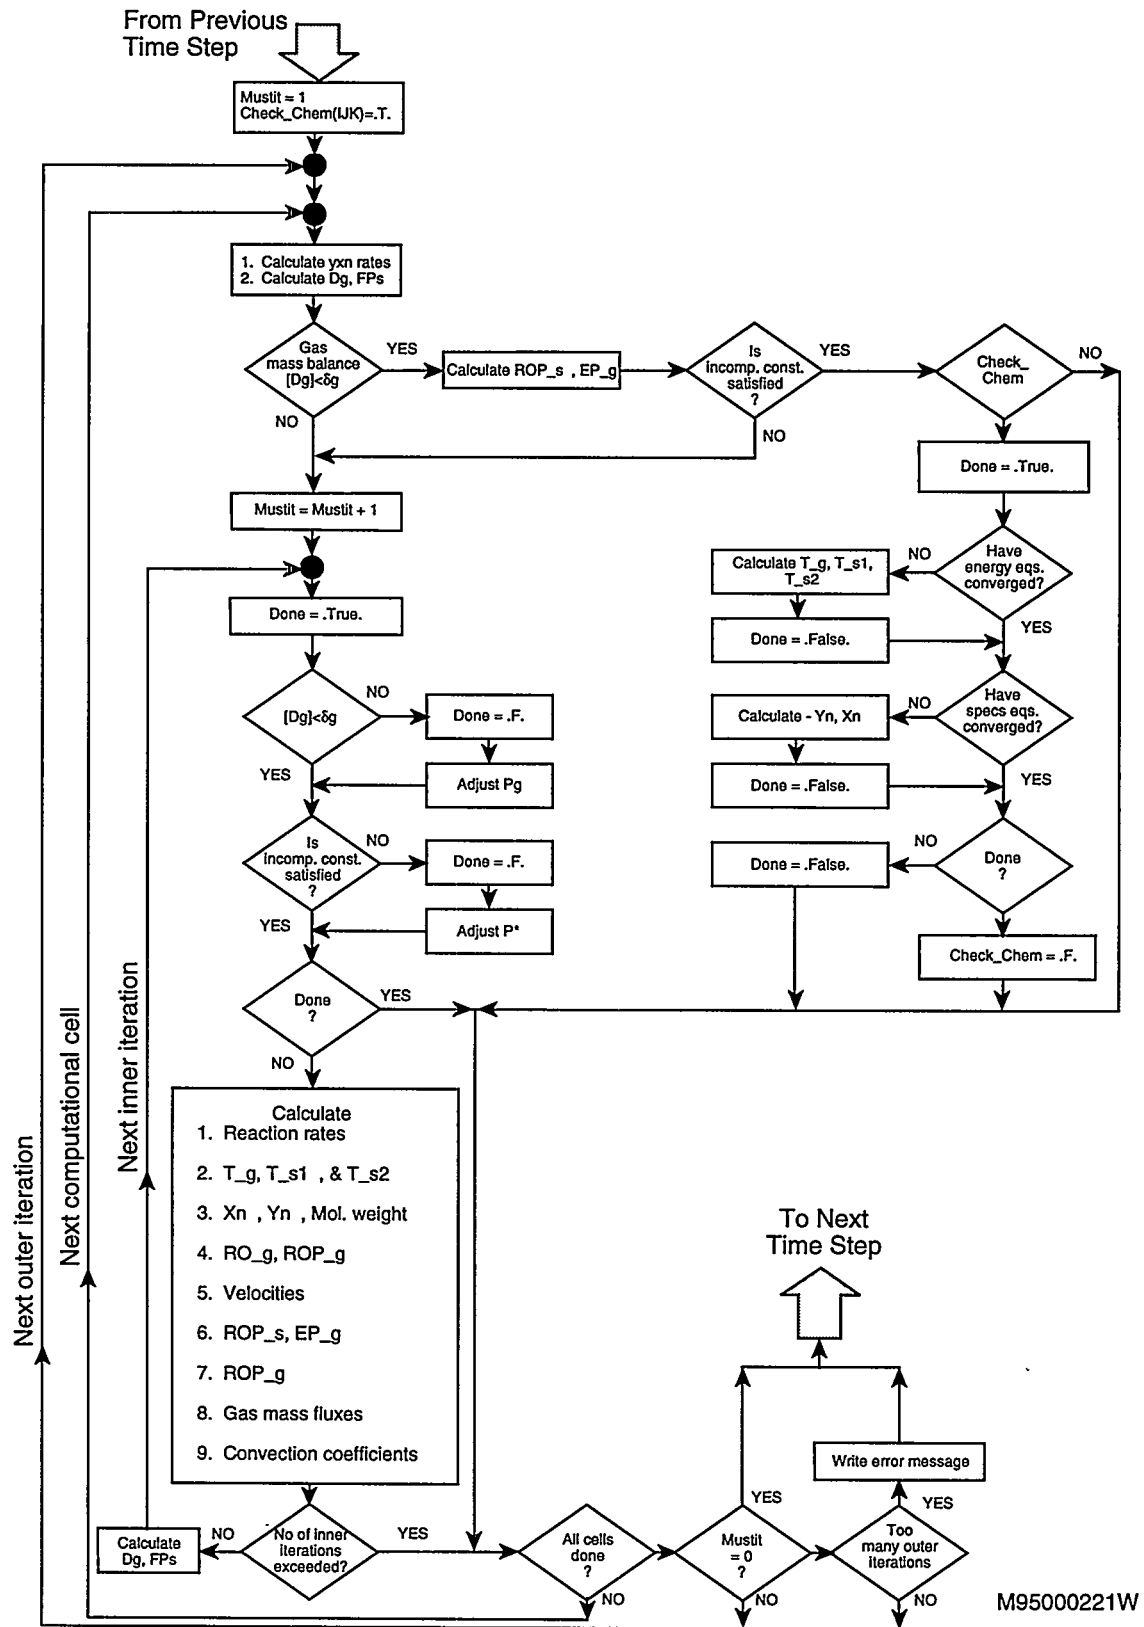 From Previous
Time Step
Mustit = 1
Check_Chem(IJK)=.T.
1. Calculate yxn rates
2. Calculate Dg, FPs
Gas
mass balance
[Dg]<δg
YES
NO
Calculate ROP_s , EP_g
Is
incomp. const.
satisfied
?
YES
NO
Check_
Chem
NO
Done = .True.
Mustit = Mustit + 1
Have
energy eqs.
converged?
NO
YES
Calculate T_g, T_s1,
T_s2
Done = .False.
Done = .True.
[Dg]<δg
NO
YES
Done = .F.
Adjust Pg
Have
specs eqs.
converged?
NO
YES
Calculate - Yn, Xn
Done = .False.
Is
incomp. const.
satisfied
?
NO
YES
Done = .F.
Adjust P*
Done
?
NO
Done = .False.
Check_Chem = .F.
Done
?
YES
NO
Next outer iteration
Next computational cell
Next inner iteration
Calculate
1. Reaction rates
2. T_g, T_s1 , & T_s2
3. Xn , Yn , Mol. weight
4. RO_g, ROP_g
5. Velocities
6. ROP_s, EP_g
7. ROP_g
8. Gas mass fluxes
9. Convection coefficients
To Next
Time Step
Write error message
Calculate
Dg, FPs
NO
No of inner
iterations
exceeded?
YES
All cells
done
?
NO
Mustit
= 0
?
YES
NO
Too
many outer
iterations
YES
NO
M95000221W